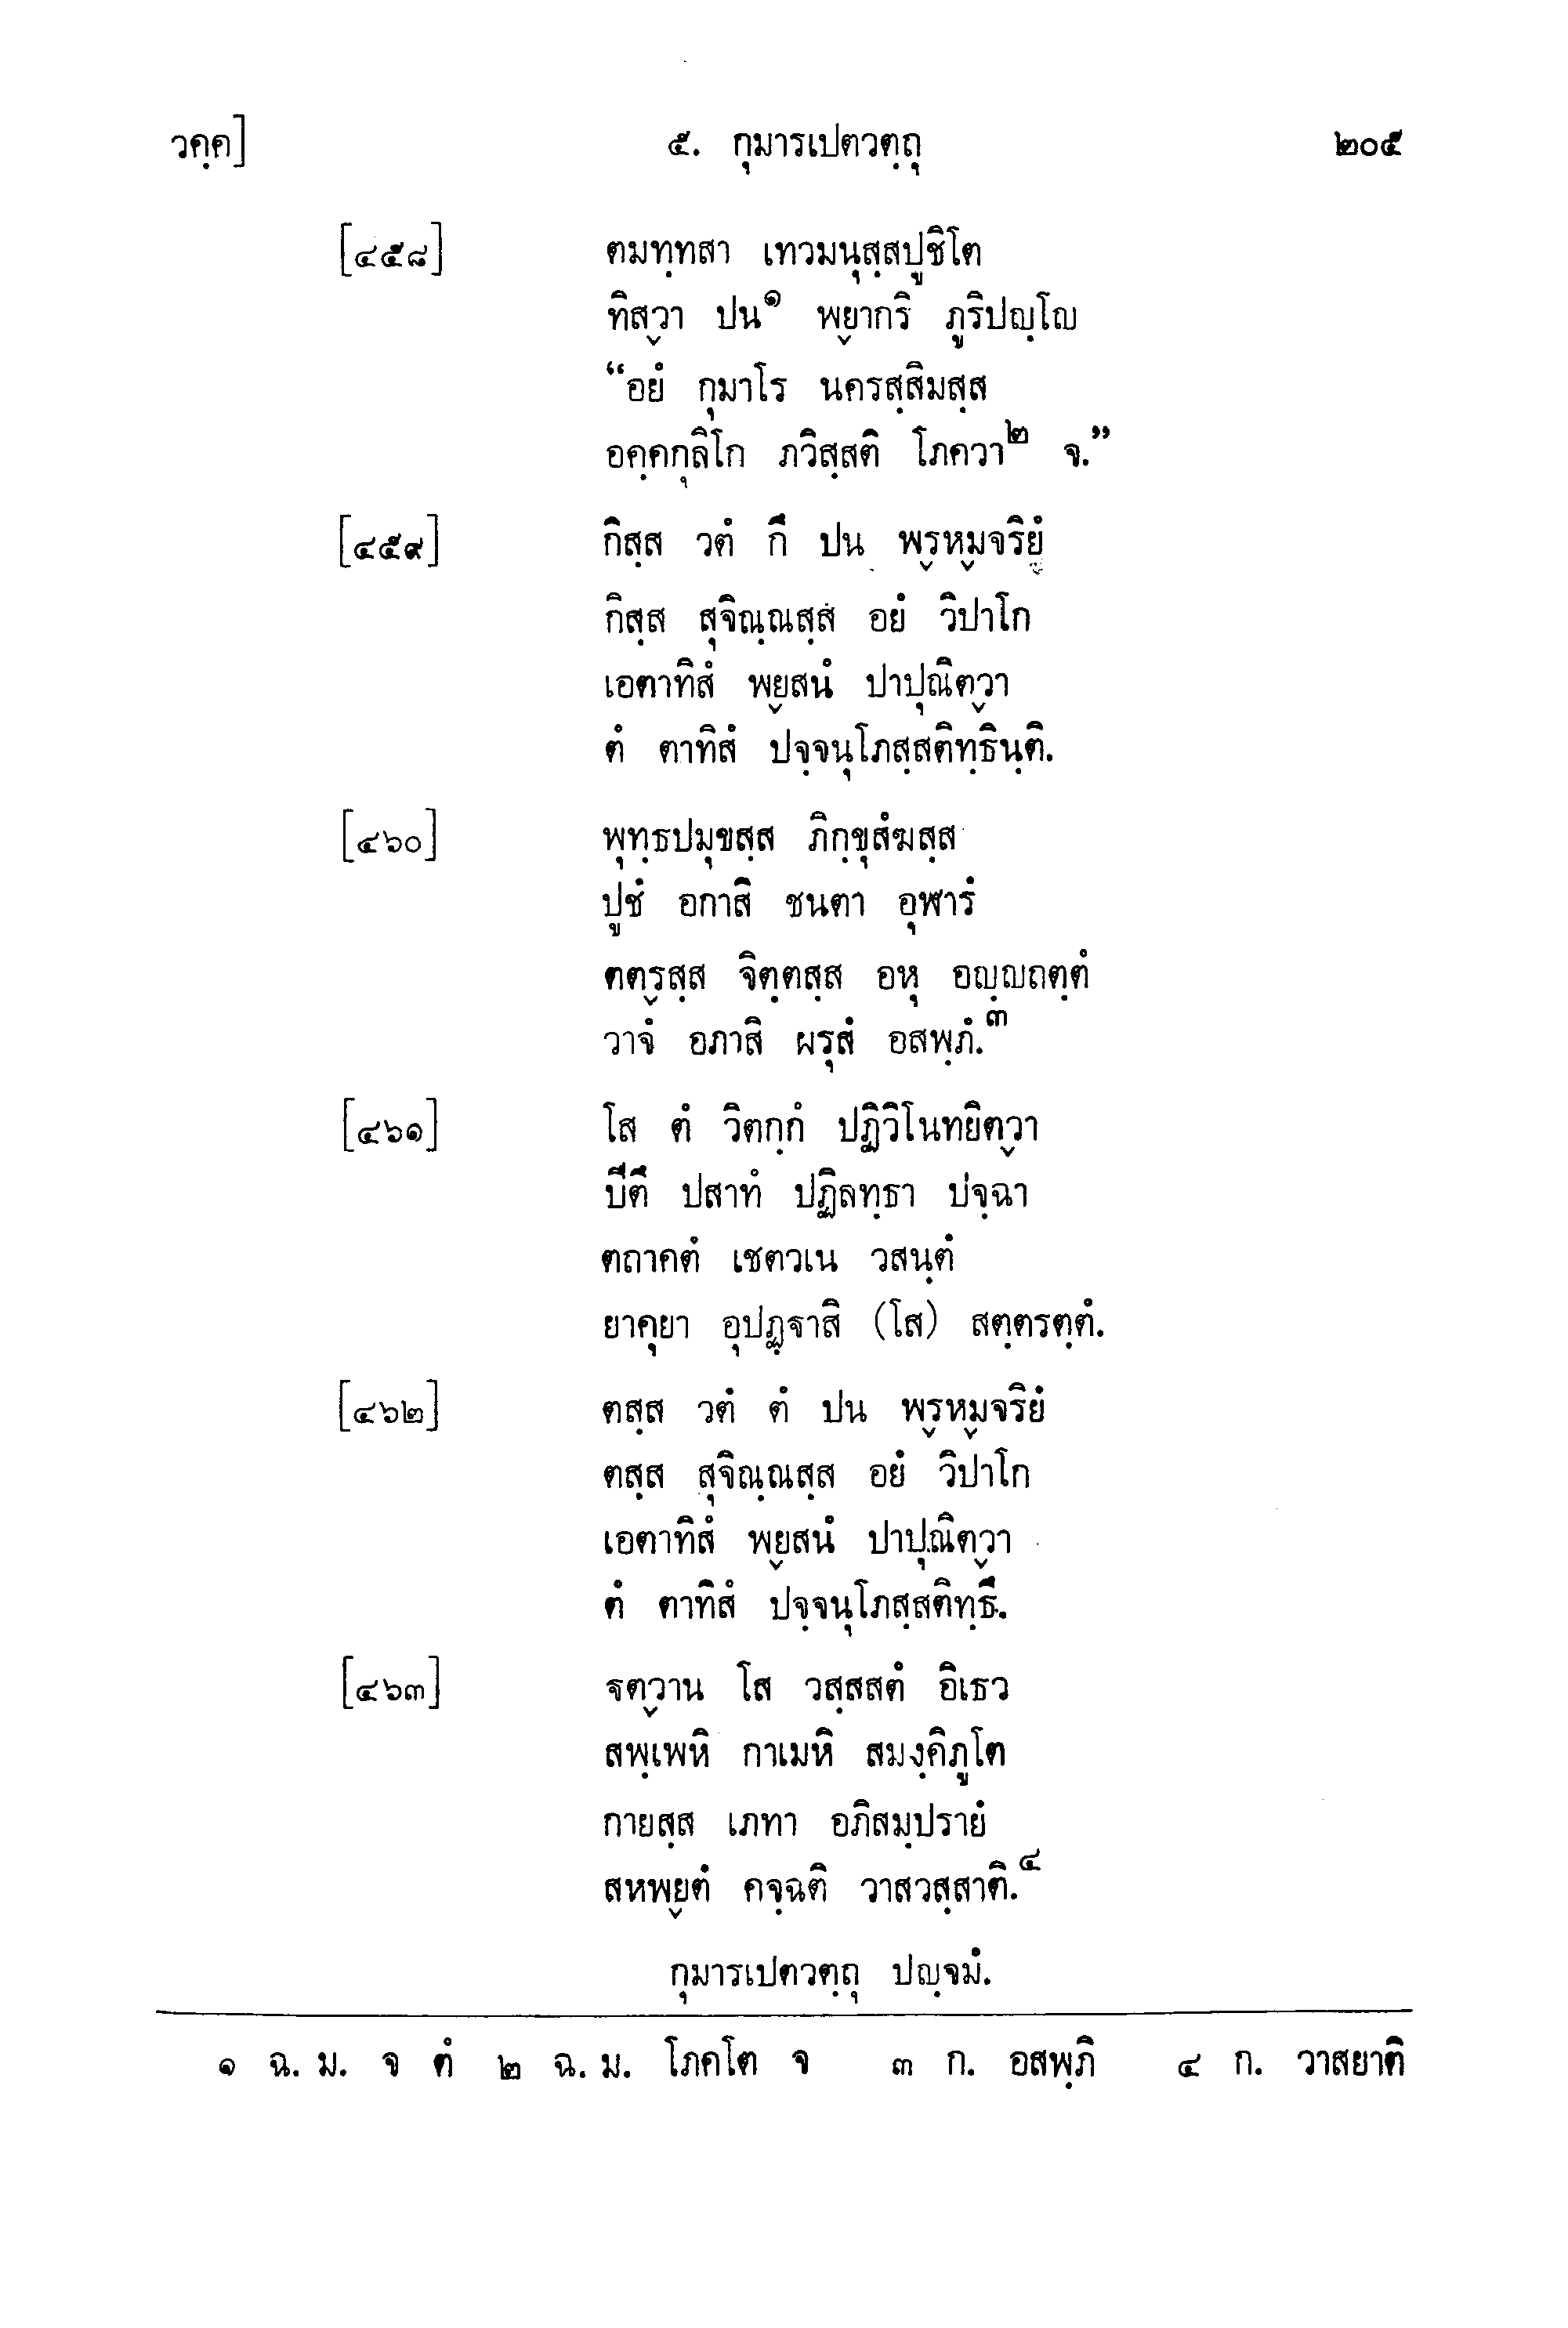 วคฺค] ๕. กุมารเปตวตฺถุ ๒๐๕
[๔๕๘] ตมทฺทสา เทวมนุสฺสปูชิโต
ทิสฺวา ปน๑ พฺยากริ ภูริปญฺโญ
“อยํ กุมาโร นครสฺสิมสฺส
อคฺคกุลิโก ภวิสฺสติ โภควา๒ จ.”
[๔๕๙] กิสฺส วตํ กึ ปน พฺรหฺมจริยํ
กิสฺส สุจิณฺณสฺส อยํ วิปาโก
เอตาทิสํ พฺยสนํ ปาปุณิตฺวา
ตํ ตาทิสํ ปจฺจนุโภสฺสติทฺธินฺติ.
[๔๖๐] พุทฺธปมุขสฺส ภิกฺขุสํฆสฺส
ปูชํ อกาสิ ชนตา อุฬารํ
ตตฺรสฺส จิตฺตสฺส อหุ อญฺญถตฺตํ
วาจํ อภาสิ ผรุสํ อสพฺภํ.๓
[๔๖๑] โส ตํ วิตกฺกํ ปฏิวิโนทยิตฺวา
ปีตึ ปสาทํ ปฏิลทฺธา ปจฺฉา
ตถาคตํ เชตวเน วสนฺตํ
ยาคุยา อุปฏฺฐาสิ (โส) สตฺตรตฺตํ.
[๔๖๒] ตสฺส วตํ ตํ ปน พฺรหฺมจริยํ
ตสฺส สุจิณฺณสฺส อยํ วิปาโก
เอตาทิสํ พฺยสนํ ปาปุณิตฺวา
ตํ ตาทิสํ ปจฺจนุโภสฺสติทฺธึ.
[๔๖๓] ฐตฺวาน โส วสฺสสตํ อิเธว
สพฺเพหิ กาเมหิ สมงฺคิภูโต
กายสฺส เภทา อภิสมฺปรายํ
สหพฺยตํ คจฺฉติ วาสวสฺสาติ.๔
กุมารเปตวตฺถุ ปญฺจมํ.
๑ ฉ. ม. จ ตํ ๒ ฉ. ม. โภคโต จ ๓ ก. อสพฺภิ ๔ ก. วาสยาติ